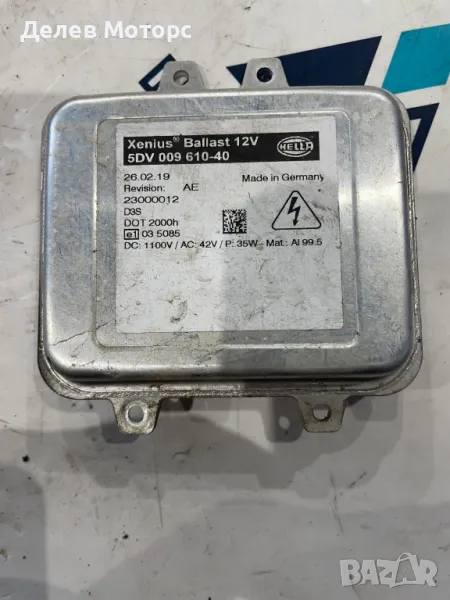 Делев Моторс
Xenius® Ballast 12V
5DV 009 610-40
HELLA
26.02.19
Made in Germany
Revision: AE
23000012
D3S
DOT 2000h
e1 03 5085
DC: 1100V / AC: 42V / P: 35W - Mat.: Al 99.5
BAZAR